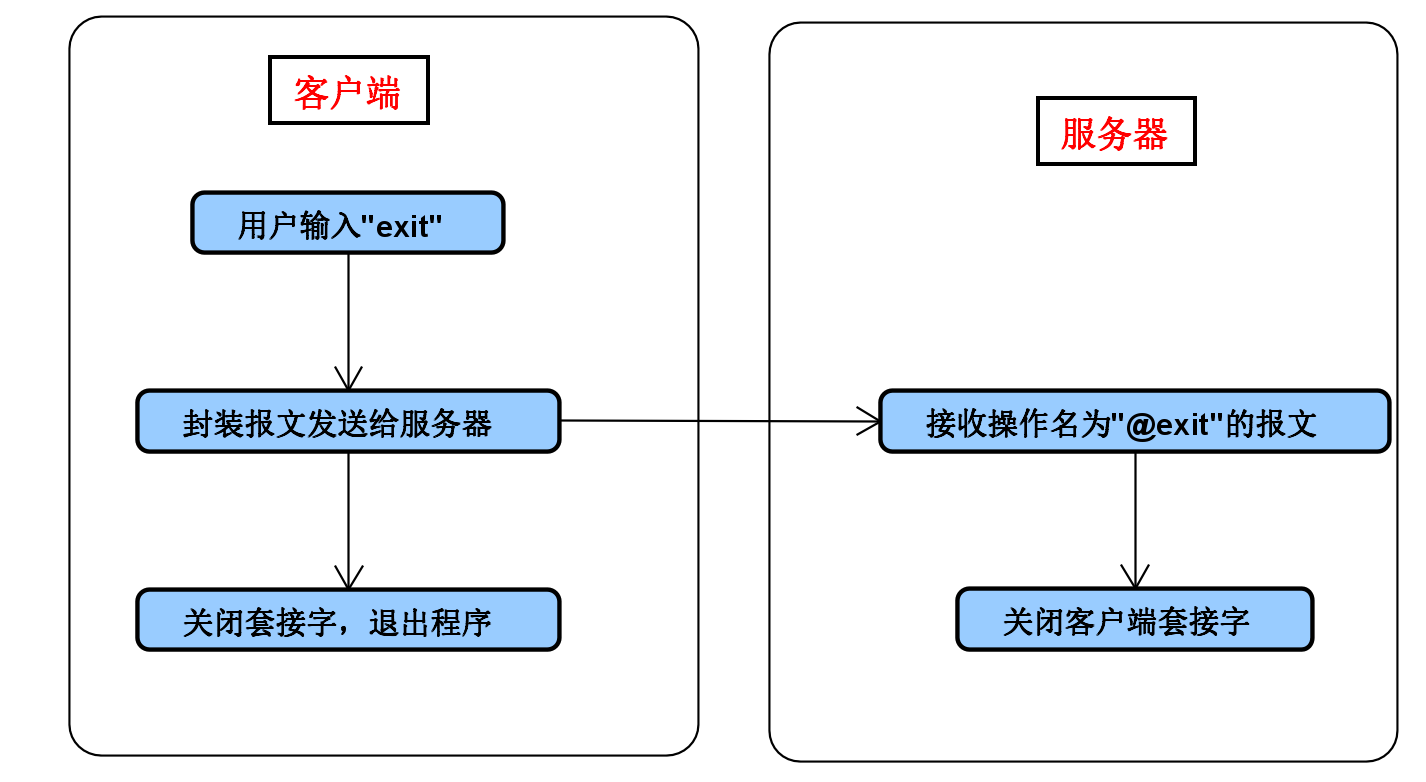 客户端
服务器
用户输入"exit"
封装报文发送给服务器
接收操作名为"@exit"的报文
关闭套接字，退出程序
关闭客户端套接字